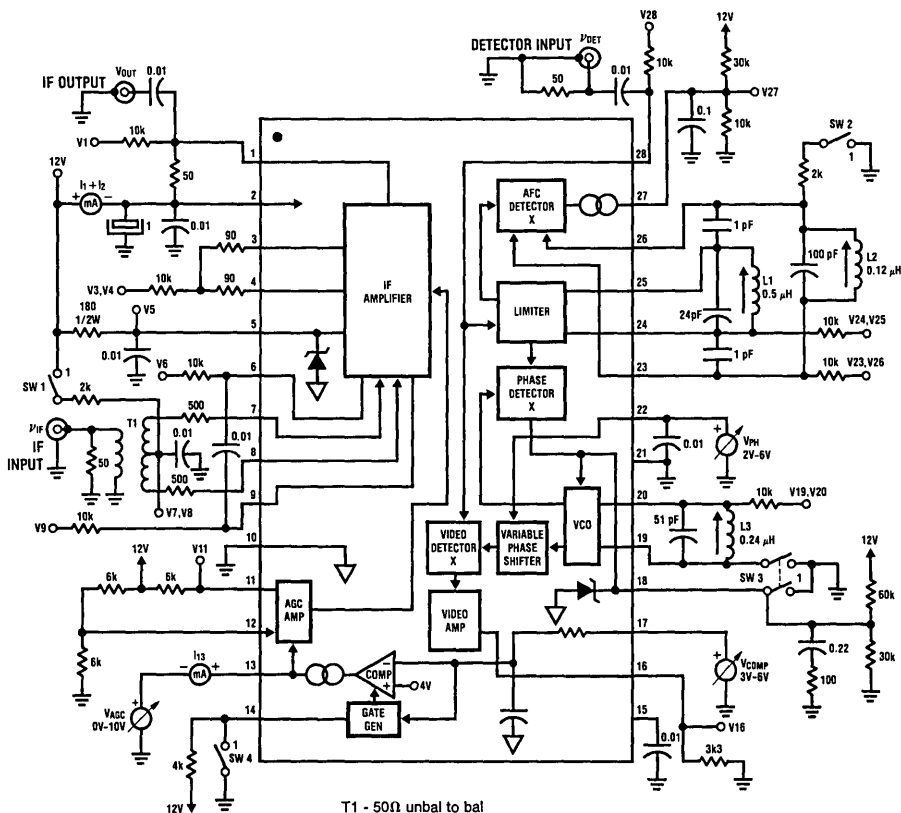 V28
12V
DETECTOR INPUT
νDET
50
0.01
10k
30k
V27
0.1
10k
SW 2
1
2k
IF OUTPUT
VOUT
0.01
V1
10k
50
12V
I1 + I2
+
mA
−
1
0.01
90
V3,V4
10k
90
180
1/2W
V5
0.01
V6
10k
SW 1
1
2k
νIF
IF
INPUT
50
T1
500
0.01
500
0.01
V7,V8
V9
10k
12V
V11
6k
6k
6k
I13
−
mA
+
VAGC
0V-10V
+
4k
12V
1
SW 4
1
2
3
4
5
6
7
8
9
10
11
12
13
14
IF
AMPLIFIER
AGC
AMP
COMP
−
+
4V
GATE
GEN
AFC
DETECTOR
X
LIMITER
PHASE
DETECTOR
X
VCO
VARIABLE
PHASE
SHIFTER
VIDEO
DETECTOR
X
VIDEO AMP
28
27
26
25
24
23
22
21
20
19
18
17
16
15
1 pF
24pF
L1
0.5 μH
1 pF
100 pF
L2
0.12 μH
10k
V24,V25
10k
V23,V26
0.01
+
VPH
2V-6V
10k
V19,V20
51 pF
L3
0.24 μH
SW 3
1
12V
60k
0.22
100
30k
+
VCOMP
3V-6V
V16
0.01
3k3
T1 - 50Ω unbal to bal